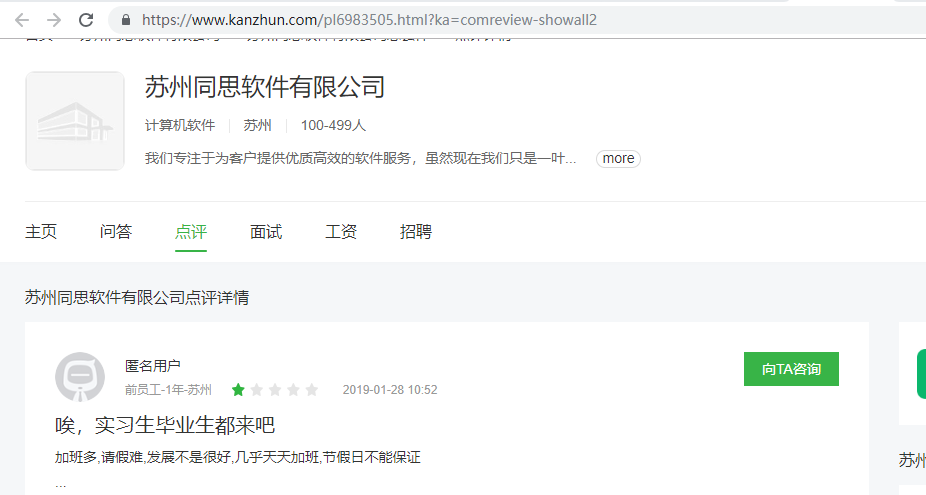 https://www.kanzhun.com/pl6983505.html?ka=comreview-showall2
苏州同思软件有限公司
计算机软件 苏州 100-499人
我们专注于为客户提供优质高效的软件服务，虽然现在我们只是一叶... more
主页 问答 点评 面试 工资 招聘
苏州同思软件有限公司点评详情
匿名用户
向TA咨询
前员工-1年-苏州 2019-01-28 10:52
唉，实习生毕业生都来吧
加班多,请假难,发展不是很好,几乎天天加班,节假日不能保证
...
苏州